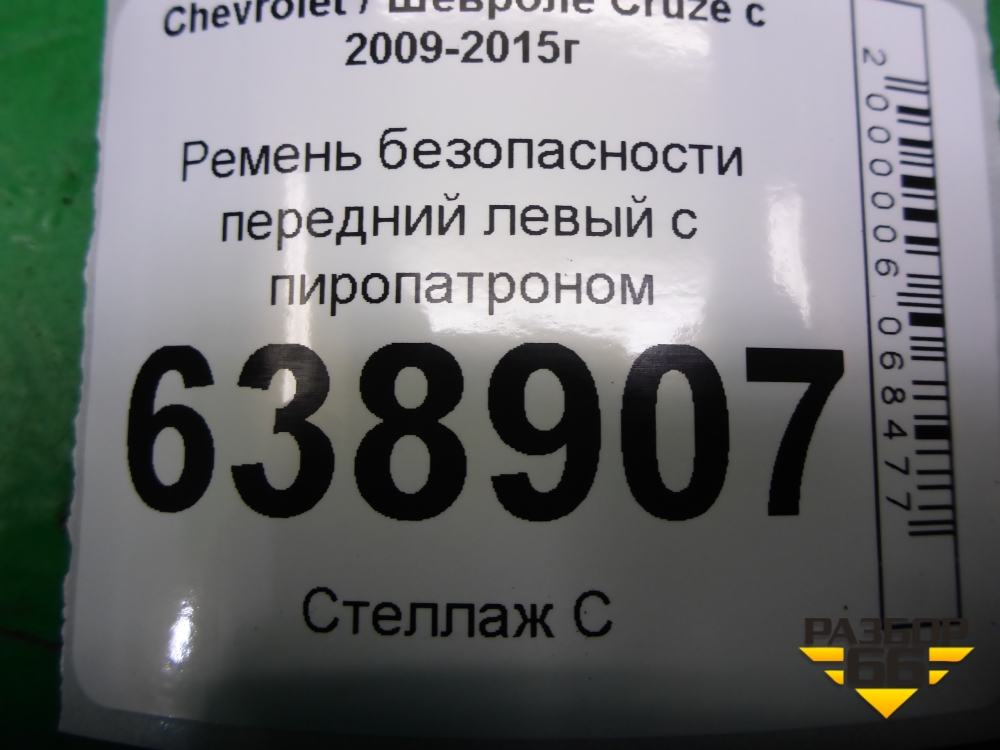 Chevrolet / Шевроле Cruze с
2009-2015г
Ремень безопасности
передний левый с
пиропатроном
638907
Стеллаж С
2000006068477
РАЗБОР
66